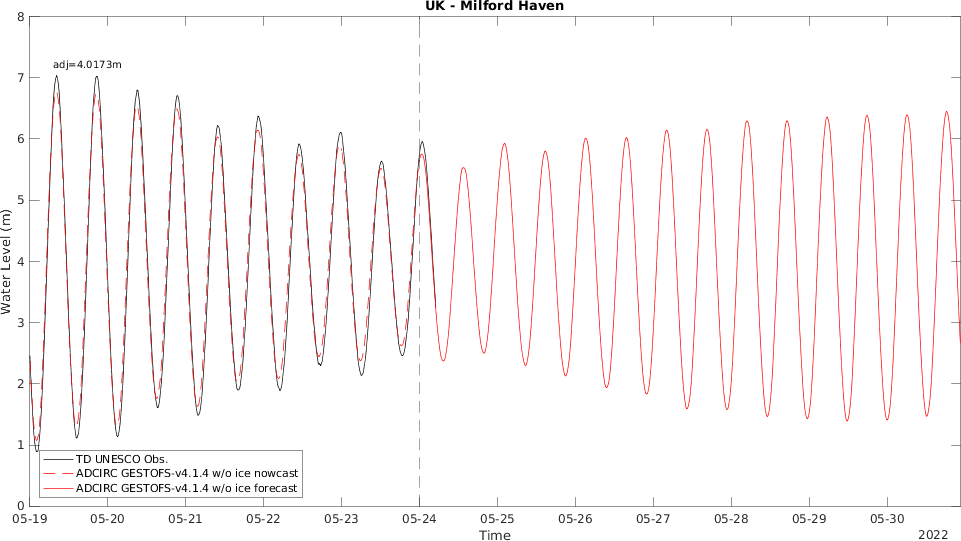 UK - Milford Haven
adj=4.0173m
Water Level (m)
8
7
6
5
4
3
2
1
0
TD UNESCO Obs.
ADCIRC GESTOFS-v4.1.4 w/o ice nowcast
ADCIRC GESTOFS-v4.1.4 w/o ice forecast
05-19 05-20 05-21 05-22 05-23 05-24 05-25 05-26 05-27 05-28 05-29 05-30
Time
2022